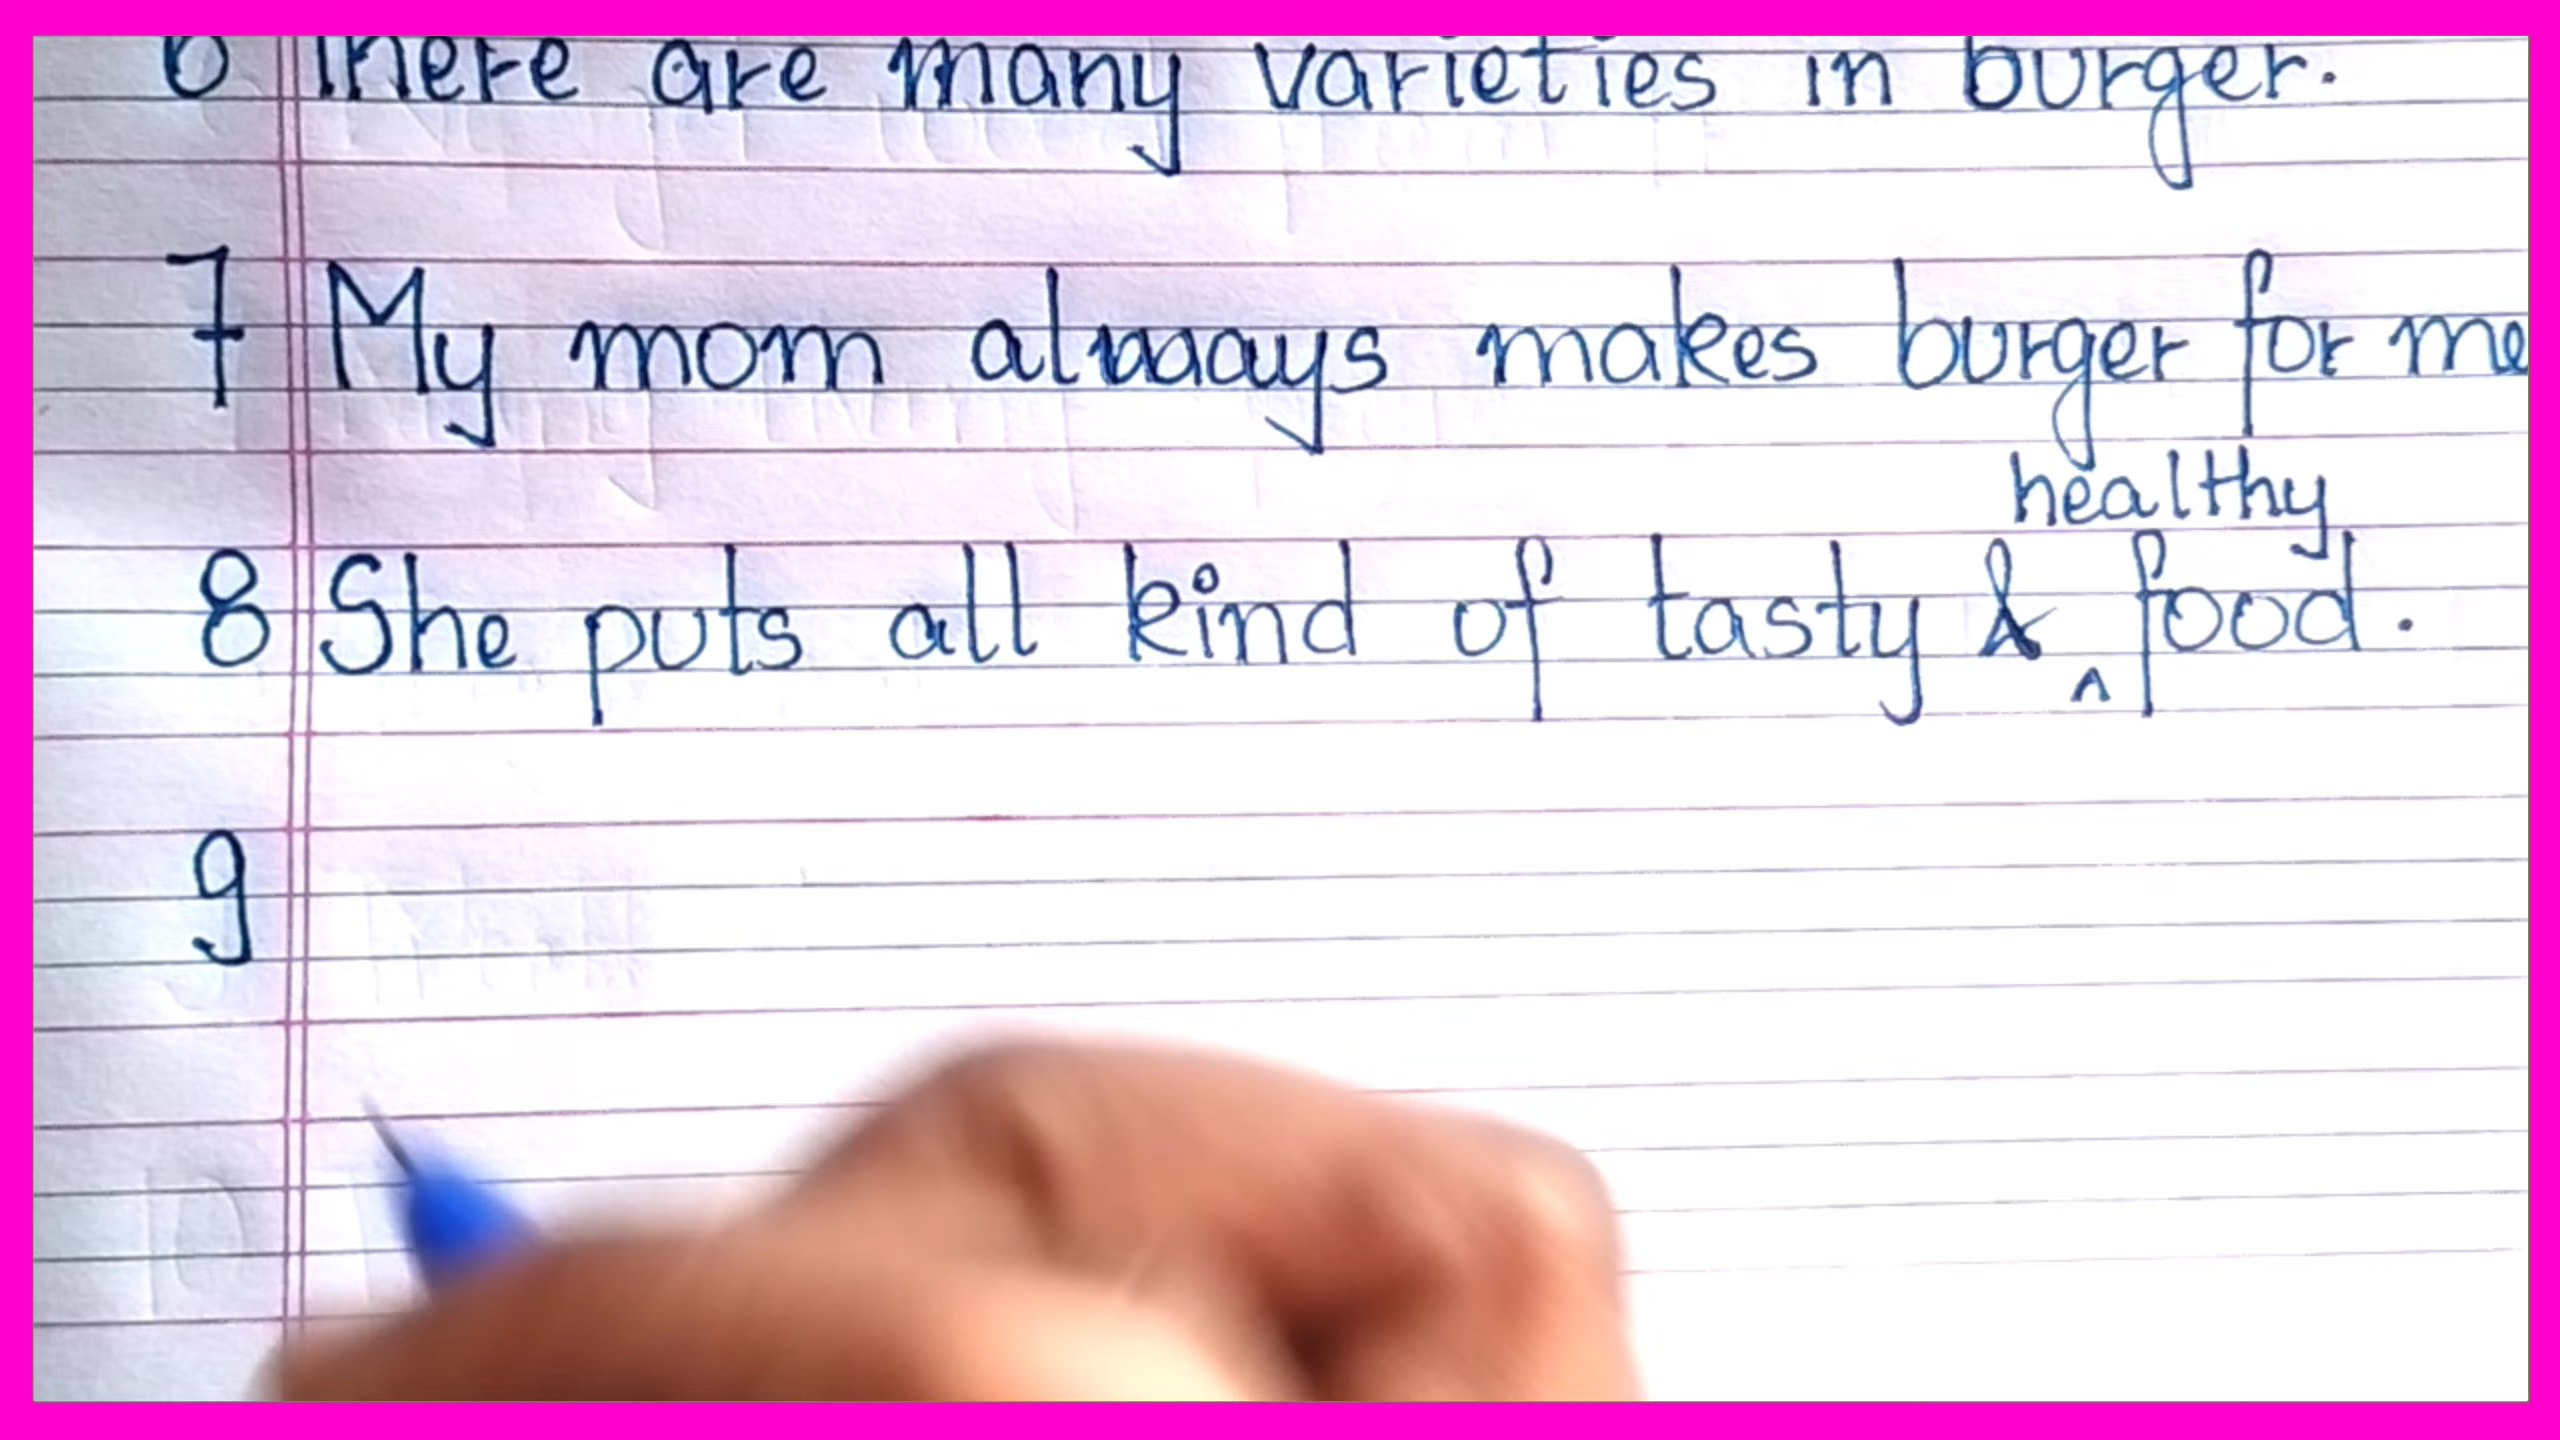 6 There are many varieties in burger.
7 My mom always makes burger for me
8 She puts all kind of tasty & healthy food.
9